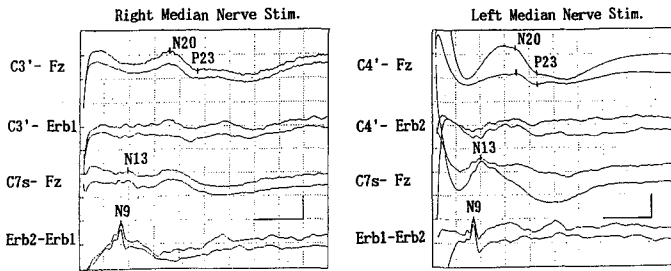 Right Median Nerve Stim.
N20
C3'- Fz
P23
C3'- Erb1
N13
C7s- Fz
N9
Erb2-Erb1
Left Median Nerve Stim.
N20
C4'- Fz
P23
C4'- Erb2
N13
C7s- Fz
N9
Erb1-Erb2